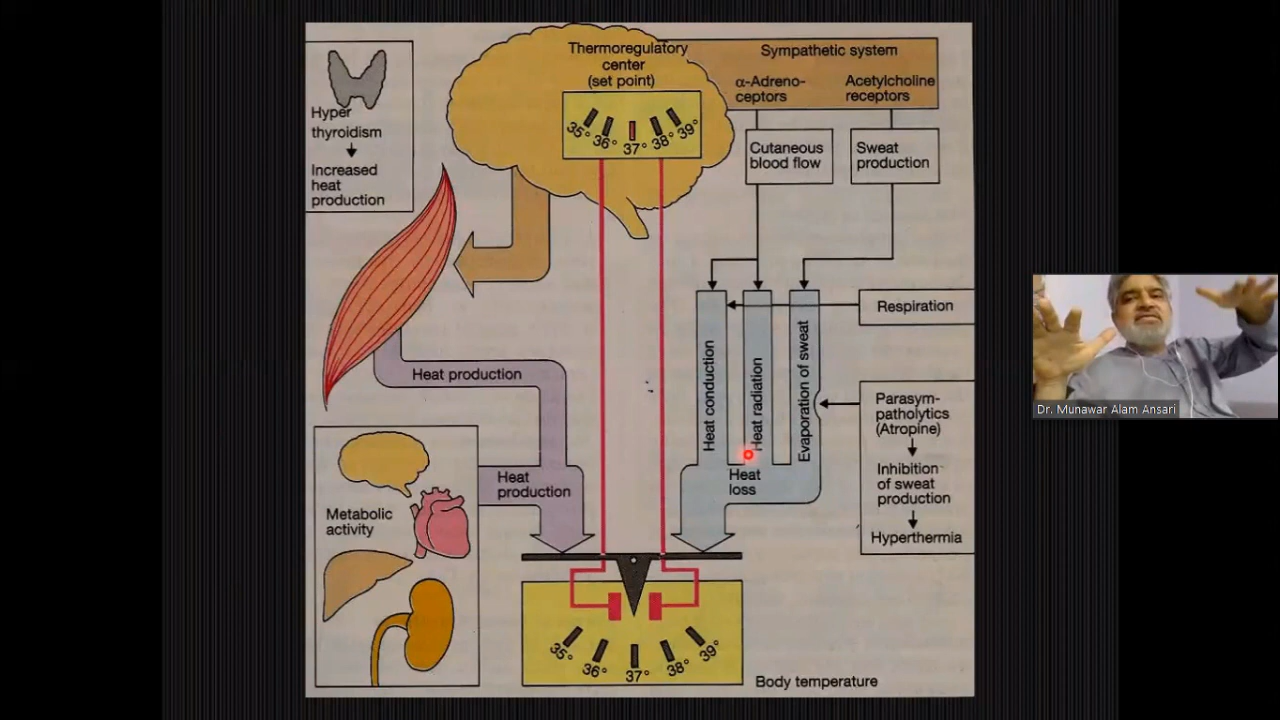 Thermoregulatory
center
(set point)
35° 36° 37° 38° 39°
Sympathetic system
α-Adreno-
ceptors
Acetylcholine
receptors
Hyper
thyroidism
Increased
heat
production
Cutaneous
blood flow
Sweat
production
Respiration
Heat production
Heat conduction
Heat radiation
Evaporation of sweat
Parasym-
patholytics
(Atropine)
Inhibition
of sweat
production
Hyperthermia
Heat
loss
Heat
production
Metabolic
activity
35° 36° 37° 38° 39°
Body temperature
Dr. Munawar Alam Ansari